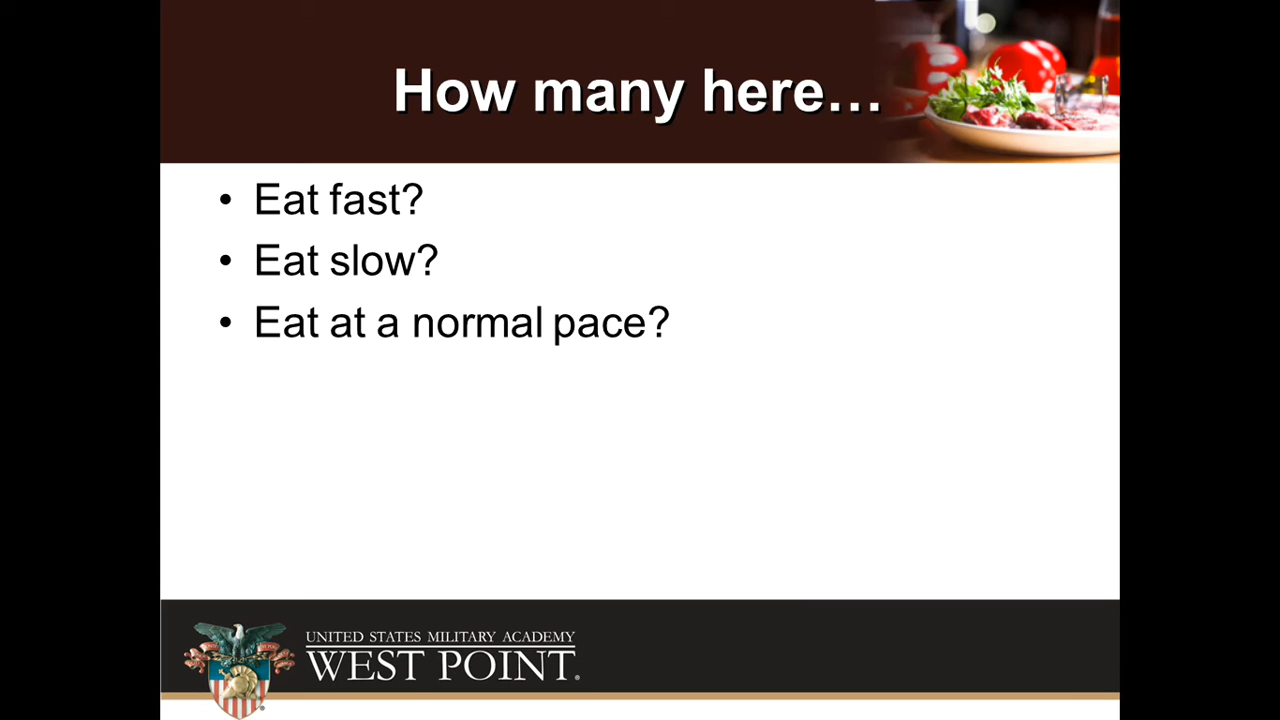 How many here…
• Eat fast?
• Eat slow?
• Eat at a normal pace?
UNITED STATES MILITARY ACADEMY
WEST POINT®